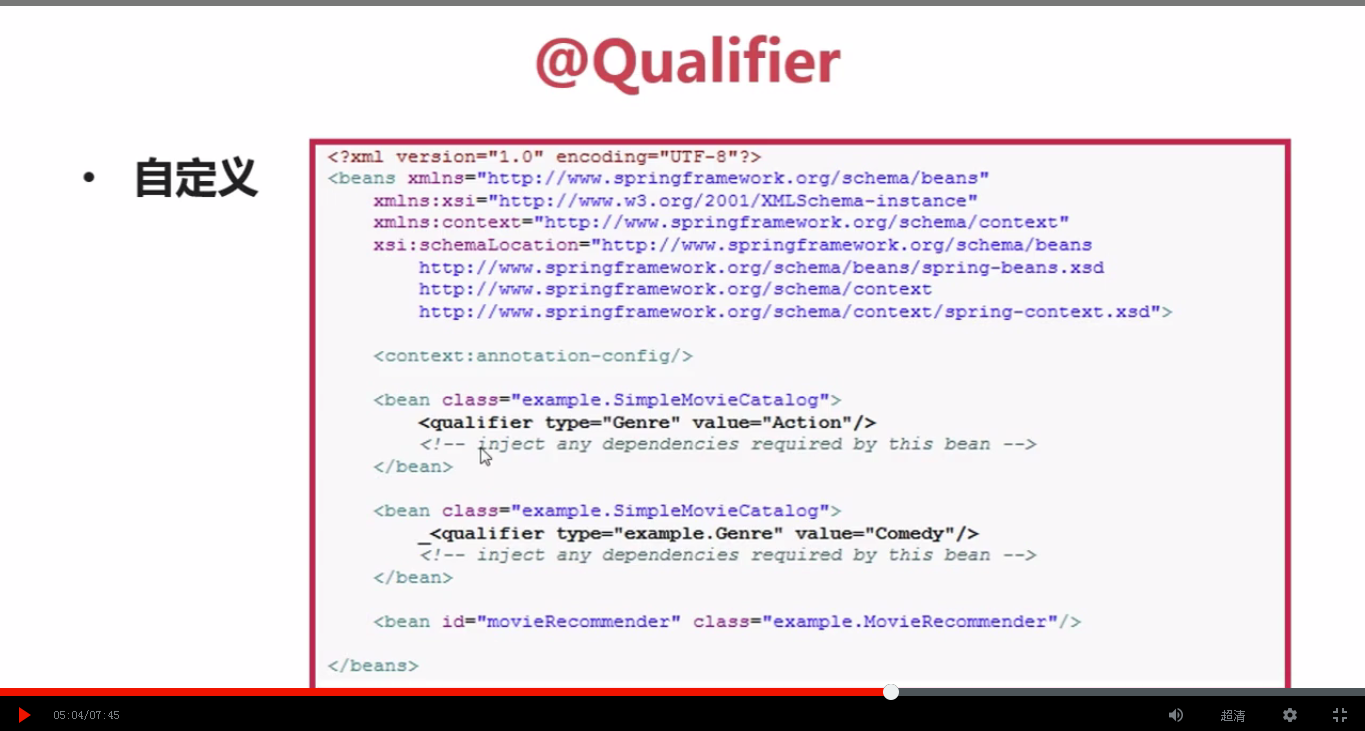 @Qualifier
• 自定义
<?xml version="1.0" encoding="UTF-8"?>
<beans xmlns="http://www.springframework.org/schema/beans"
xmlns:xsi="http://www.w3.org/2001/XMLSchema-instance"
xmlns:context="http://www.springframework.org/schema/context"
xsi:schemaLocation="http://www.springframework.org/schema/beans
http://www.springframework.org/schema/beans/spring-beans.xsd
http://www.springframework.org/schema/context
http://www.springframework.org/schema/context/spring-context.xsd">
<context:annotation-config/>
<bean class="example.SimpleMovieCatalog">
<qualifier type="Genre" value="Action"/>
<!-- inject any dependencies required by this bean -->
</bean>
<bean class="example.SimpleMovieCatalog">
_<qualifier type="example.Genre" value="Comedy"/>
<!-- inject any dependencies required by this bean -->
</bean>
<bean id="movieRecommender" class="example.MovieRecommender"/>
</beans>
05:04/07:45
超清